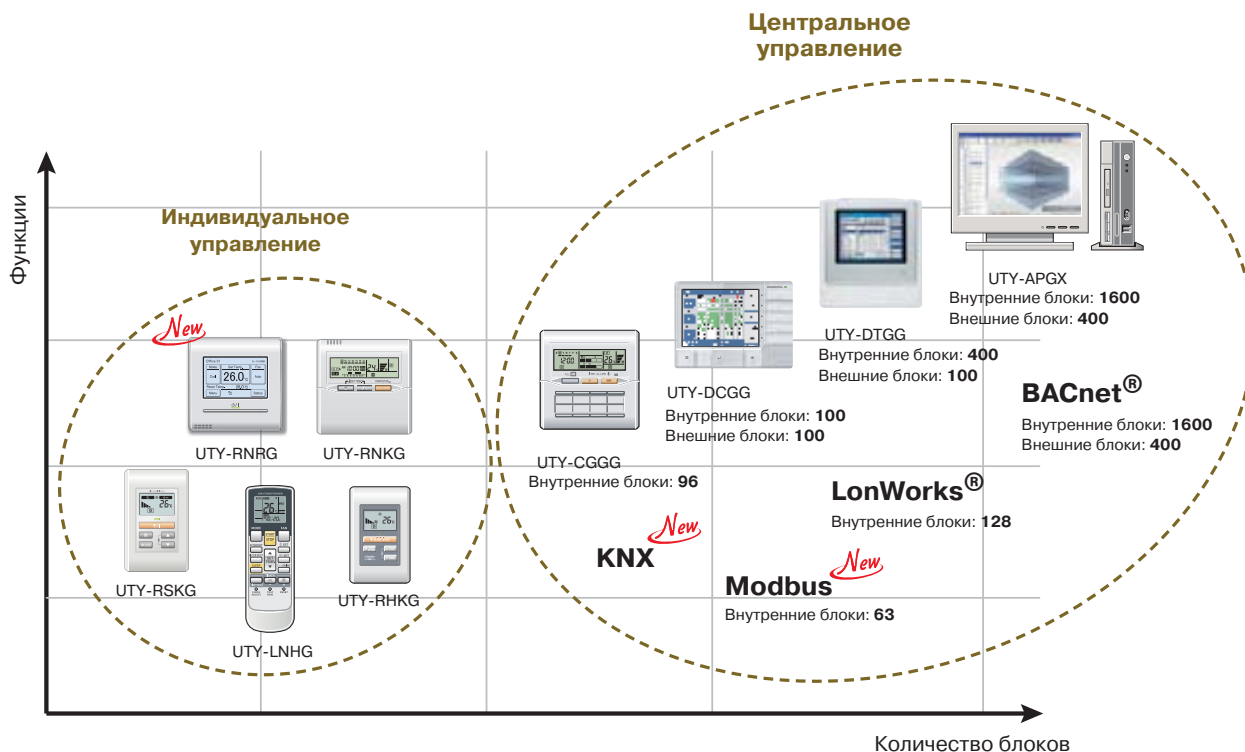 Центральное
управление
Функции
Индивидуальное
управление
New
UTY-RNRG
UTY-RNKG
UTY-RSKG
UTY-LNHG
UTY-RHKG
UTY-APGX
Внутренние блоки: 1600
Внешние блоки: 400
UTY-DTGG
Внутренние блоки: 400
Внешние блоки: 100
UTY-DCGG
Внутренние блоки: 100
Внешние блоки: 100
UTY-CGGG
Внутренние блоки: 96
BACnet®
Внутренние блоки: 1600
Внешние блоки: 400
LonWorks®
Внутренние блоки: 128
KNX New
Modbus New
Внутренние блоки: 63
Количество блоков
26.0